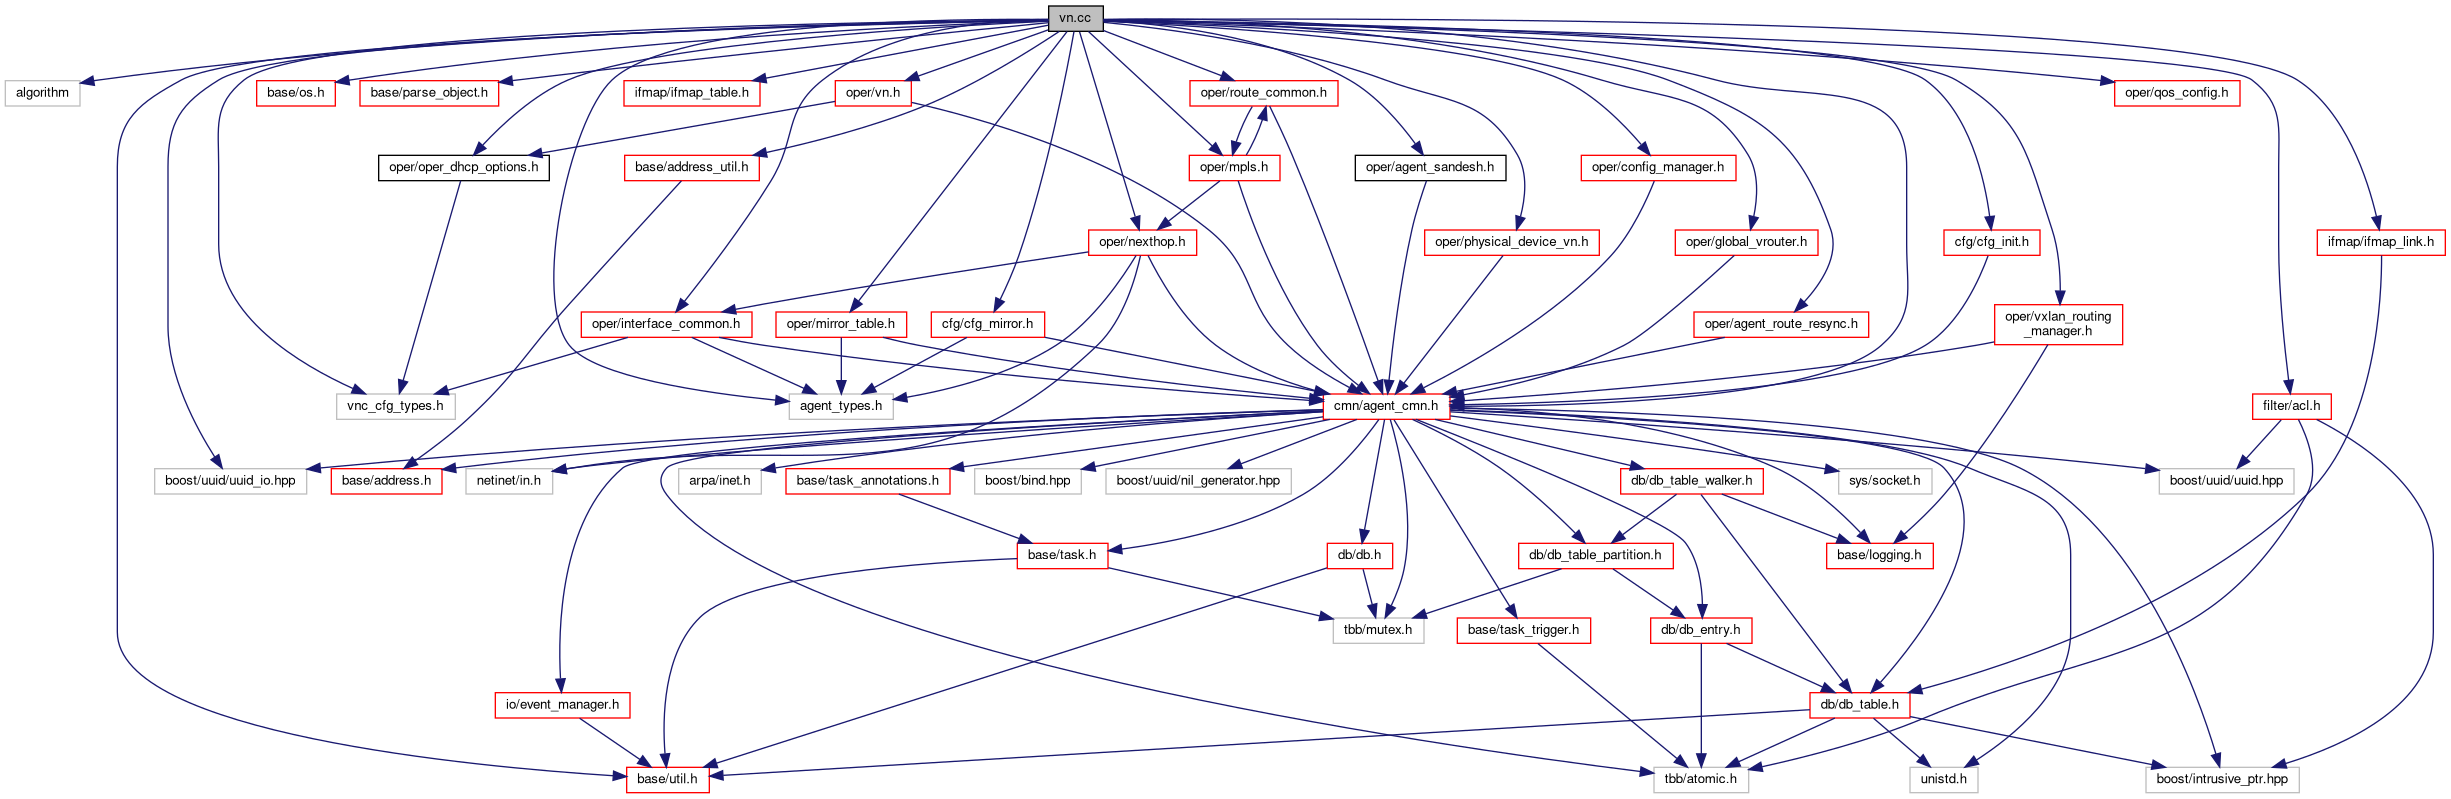 vn.cc
algorithm
base/os.h
base/parse_object.h
ifmap/ifmap_table.h
oper/vn.h
oper/route_common.h
oper/qos_config.h
oper/oper_dhcp_options.h
base/address_util.h
oper/mpls.h
oper/agent_sandesh.h
oper/config_manager.h
oper/nexthop.h
oper/physical_device_vn.h
oper/global_vrouter.h
cfg/cfg_init.h
ifmap/ifmap_link.h
oper/interface_common.h
oper/mirror_table.h
cfg/cfg_mirror.h
oper/agent_route_resync.h
oper/vxlan_routing
_manager.h
vnc_cfg_types.h
agent_types.h
cmn/agent_cmn.h
filter/acl.h
boost/uuid/uuid_io.hpp
base/address.h
netinet/in.h
arpa/inet.h
base/task_annotations.h
boost/bind.hpp
boost/uuid/nil_generator.hpp
db/db_table_walker.h
sys/socket.h
boost/uuid/uuid.hpp
base/task.h
db/db.h
db/db_table_partition.h
base/logging.h
tbb/mutex.h
base/task_trigger.h
db/db_entry.h
io/event_manager.h
db/db_table.h
base/util.h
tbb/atomic.h
unistd.h
boost/intrusive_ptr.hpp